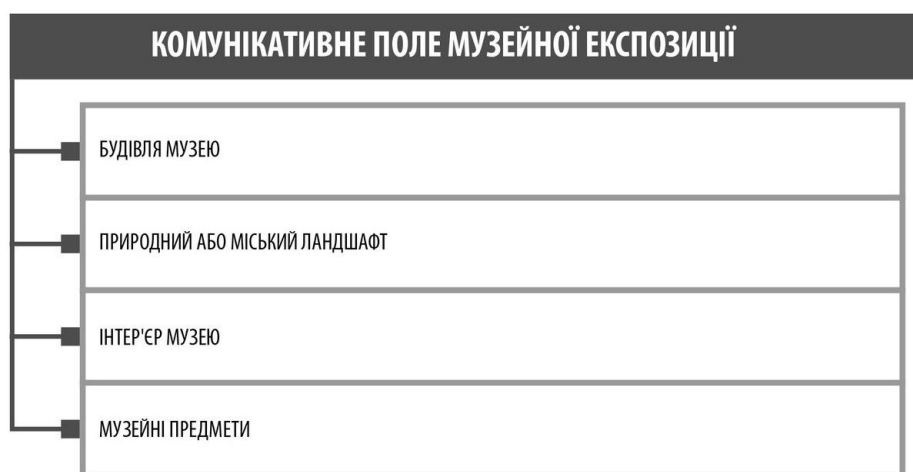 КОМУНІКАТИВНЕ ПОЛЕ МУЗЕЙНОЇ ЕКСПОЗИЦІЇ
БУДІВЛЯ МУЗЕЮ
ПРИРОДНИЙ АБО МІСЬКИЙ ЛАНДШАФТ
ІНТЕР'ЄР МУЗЕЮ
МУЗЕЙНІ ПРЕДМЕТИ